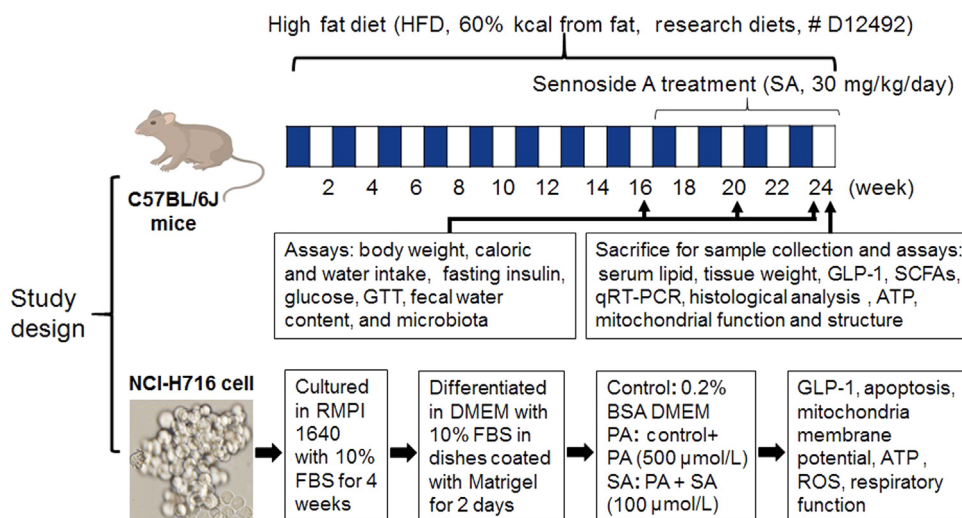 High fat diet (HFD, 60% kcal from fat, research diets, # D12492)
Sennoside A treatment (SA, 30 mg/kg/day)
2 4 6 8 10 12 14 16 18 20 22 24 (week)
C57BL/6J
mice
Assays: body weight, caloric
and water intake, fasting insulin,
glucose, GTT, fecal water
content, and microbiota
Sacrifice for sample collection and assays:
serum lipid, tissue weight, GLP-1, SCFAs,
qRT-PCR, histological analysis , ATP,
mitochondrial function and structure
Study
design
NCI-H716 cell
Cultured
in RMPI
1640
with 10%
FBS for 4
weeks
Differentiated
in DMEM with
10% FBS in
dishes coated
with Matrigel
for 2 days
Control: 0.2%
BSA DMEM
PA: control+
PA (500 μmol/L)
SA: PA + SA
(100 μmol/L)
GLP-1, apoptosis,
mitochondria
membrane
potential, ATP ,
ROS, respiratory
function